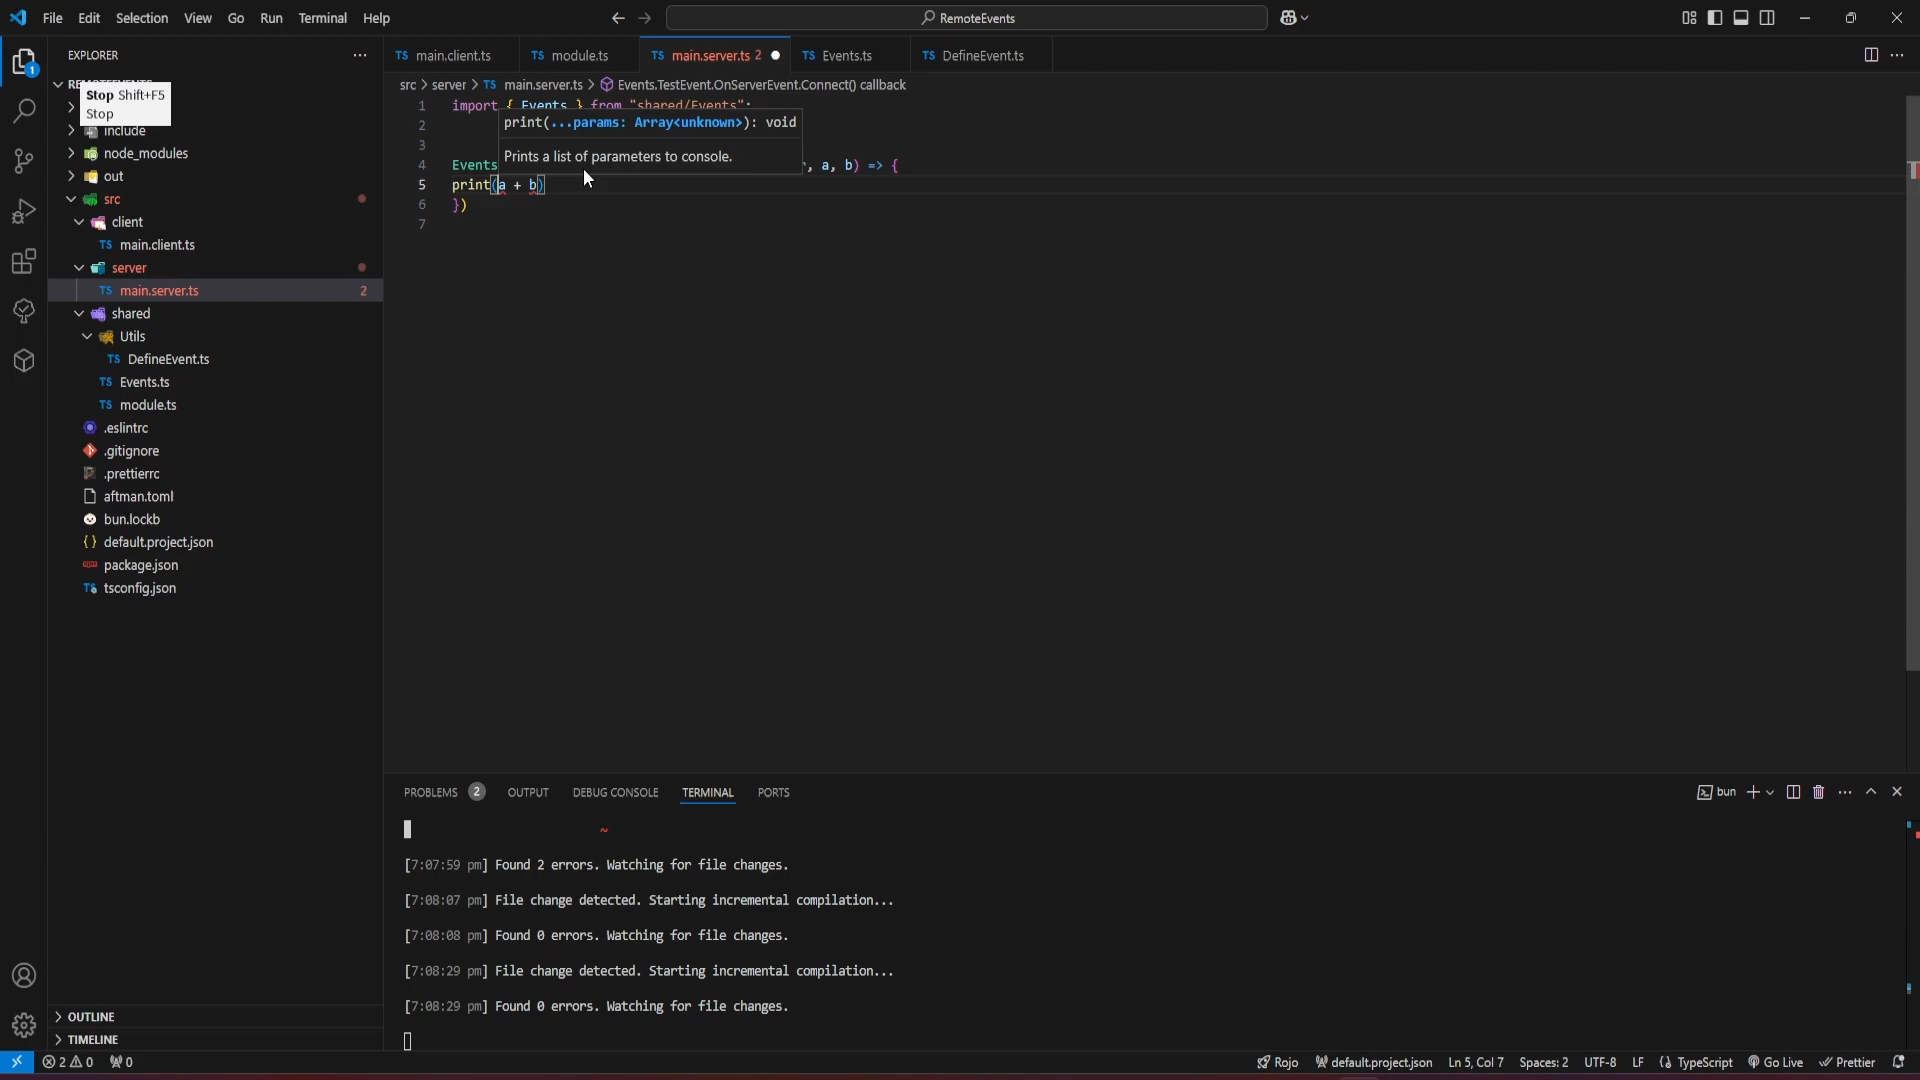 File Edit Selection View Go Run Terminal Help
RemoteEvents
EXPLORER
main.client.ts
module.ts
main.server.ts 2
Events.ts
DefineEvent.ts
src > server > TS main.server.ts > Events.TestEvent.OnServerEvent.Connect() callback
Stop Shift+F5
Stop
include
node_modules
out
src
client
main.client.ts
server
main.server.ts 2
shared
Utils
DefineEvent.ts
Events.ts
module.ts
.eslintrc
.gitignore
.prettierrc
aftman.toml
bun.lockb
default.project.json
package.json
tsconfig.json
OUTLINE
TIMELINE
1 import { Events } from "shared/Events";
print(...params: Array<unknown>): void
2
3
Prints a list of parameters to console.
4 Events , a, b) => {
5 print(a + b)
6 })
7
PROBLEMS 2 OUTPUT DEBUG CONSOLE TERMINAL PORTS
bun
~
[7:07:59 pm] Found 2 errors. Watching for file changes.
[7:08:07 pm] File change detected. Starting incremental compilation...
[7:08:08 pm] Found 0 errors. Watching for file changes.
[7:08:29 pm] File change detected. Starting incremental compilation...
[7:08:29 pm] Found 0 errors. Watching for file changes.
2 0 0
Rojo default.project.json Ln 5, Col 7 Spaces: 2 UTF-8 LF {} TypeScript Go Live Prettier